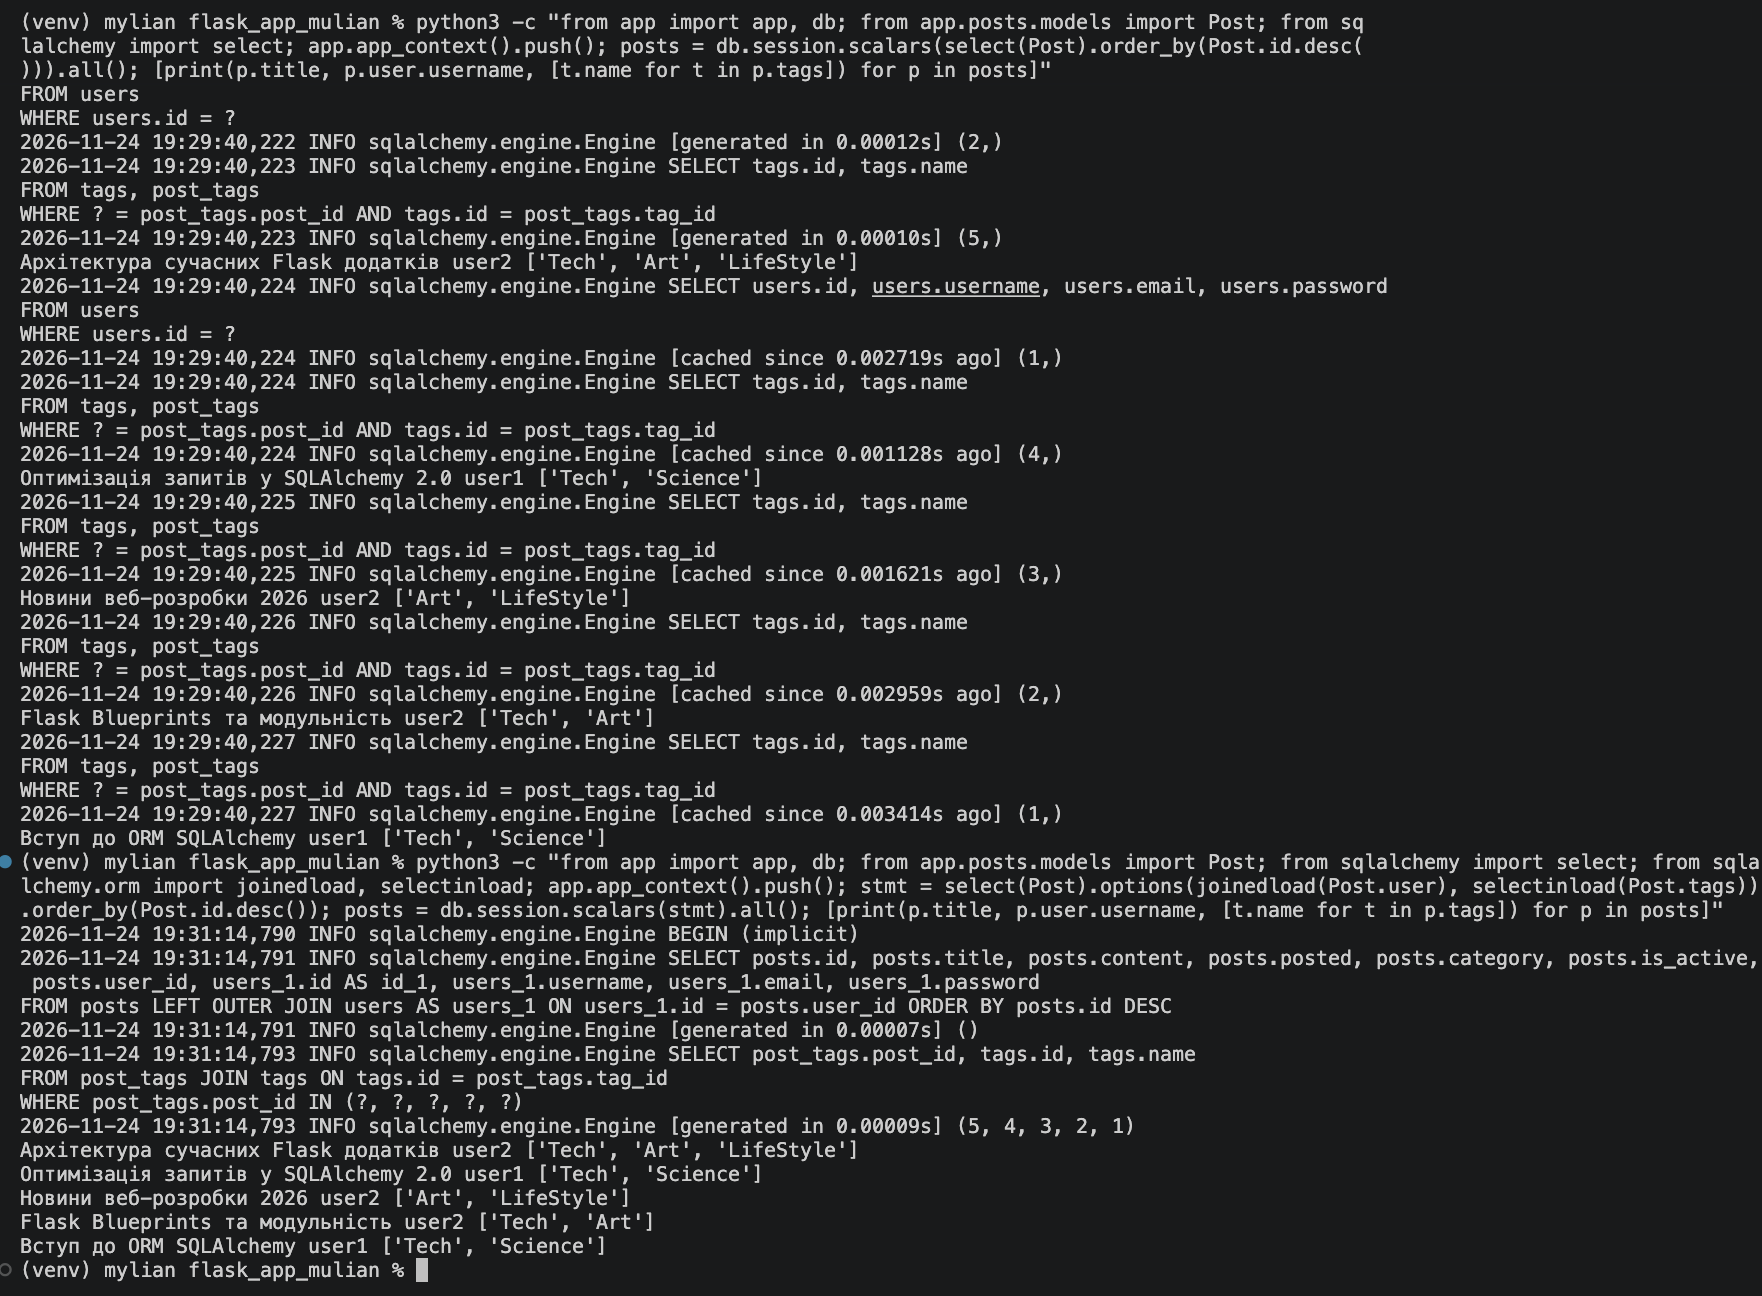 (venv) mylian flask_app_mulian % python3 -c "from app import app, db; from app.posts.models import Post; from sq
lalchemy import select; app.app_context().push(); posts = db.session.scalars(select(Post).order_by(Post.id.desc(
))).all(); [print(p.title, p.user.username, [t.name for t in p.tags]) for p in posts]"
FROM users
WHERE users.id = ?
2026-11-24 19:29:40,222 INFO sqlalchemy.engine.Engine [generated in 0.00012s] (2,)
2026-11-24 19:29:40,223 INFO sqlalchemy.engine.Engine SELECT tags.id, tags.name
FROM tags, post_tags
WHERE ? = post_tags.post_id AND tags.id = post_tags.tag_id
2026-11-24 19:29:40,223 INFO sqlalchemy.engine.Engine [generated in 0.00010s] (5,)
Архітектура сучасних Flask додатків user2 ['Tech', 'Art', 'LifeStyle']
2026-11-24 19:29:40,224 INFO sqlalchemy.engine.Engine SELECT users.id, users.username, users.email, users.password
FROM users
WHERE users.id = ?
2026-11-24 19:29:40,224 INFO sqlalchemy.engine.Engine [cached since 0.002719s ago] (1,)
2026-11-24 19:29:40,224 INFO sqlalchemy.engine.Engine SELECT tags.id, tags.name
FROM tags, post_tags
WHERE ? = post_tags.post_id AND tags.id = post_tags.tag_id
2026-11-24 19:29:40,224 INFO sqlalchemy.engine.Engine [cached since 0.001128s ago] (4,)
Оптимізація запитів у SQLAlchemy 2.0 user1 ['Tech', 'Science']
2026-11-24 19:29:40,225 INFO sqlalchemy.engine.Engine SELECT tags.id, tags.name
FROM tags, post_tags
WHERE ? = post_tags.post_id AND tags.id = post_tags.tag_id
2026-11-24 19:29:40,225 INFO sqlalchemy.engine.Engine [cached since 0.001621s ago] (3,)
Новини веб-розробки 2026 user2 ['Art', 'LifeStyle']
2026-11-24 19:29:40,226 INFO sqlalchemy.engine.Engine SELECT tags.id, tags.name
FROM tags, post_tags
WHERE ? = post_tags.post_id AND tags.id = post_tags.tag_id
2026-11-24 19:29:40,226 INFO sqlalchemy.engine.Engine [cached since 0.002959s ago] (2,)
Flask Blueprints та модульність user2 ['Tech', 'Art']
2026-11-24 19:29:40,227 INFO sqlalchemy.engine.Engine SELECT tags.id, tags.name
FROM tags, post_tags
WHERE ? = post_tags.post_id AND tags.id = post_tags.tag_id
2026-11-24 19:29:40,227 INFO sqlalchemy.engine.Engine [cached since 0.003414s ago] (1,)
Вступ до ORM SQLAlchemy user1 ['Tech', 'Science']
(venv) mylian flask_app_mulian % python3 -c "from app import app, db; from app.posts.models import Post; from sqlalchemy import select; from sqla
lchemy.orm import joinedload, selectinload; app.app_context().push(); stmt = select(Post).options(joinedload(Post.user), selectinload(Post.tags))
.order_by(Post.id.desc()); posts = db.session.scalars(stmt).all(); [print(p.title, p.user.username, [t.name for t in p.tags]) for p in posts]"
2026-11-24 19:31:14,790 INFO sqlalchemy.engine.Engine BEGIN (implicit)
2026-11-24 19:31:14,791 INFO sqlalchemy.engine.Engine SELECT posts.id, posts.title, posts.content, posts.posted, posts.category, posts.is_active,
posts.user_id, users_1.id AS id_1, users_1.username, users_1.email, users_1.password
FROM posts LEFT OUTER JOIN users AS users_1 ON users_1.id = posts.user_id ORDER BY posts.id DESC
2026-11-24 19:31:14,791 INFO sqlalchemy.engine.Engine [generated in 0.00007s] ()
2026-11-24 19:31:14,793 INFO sqlalchemy.engine.Engine SELECT post_tags.post_id, tags.id, tags.name
FROM post_tags JOIN tags ON tags.id = post_tags.tag_id
WHERE post_tags.post_id IN (?, ?, ?, ?, ?)
2026-11-24 19:31:14,793 INFO sqlalchemy.engine.Engine [generated in 0.00009s] (5, 4, 3, 2, 1)
Архітектура сучасних Flask додатків user2 ['Tech', 'Art', 'LifeStyle']
Оптимізація запитів у SQLAlchemy 2.0 user1 ['Tech', 'Science']
Новини веб-розробки 2026 user2 ['Art', 'LifeStyle']
Flask Blueprints та модульність user2 ['Tech', 'Art']
Вступ до ORM SQLAlchemy user1 ['Tech', 'Science']
(venv) mylian flask_app_mulian %